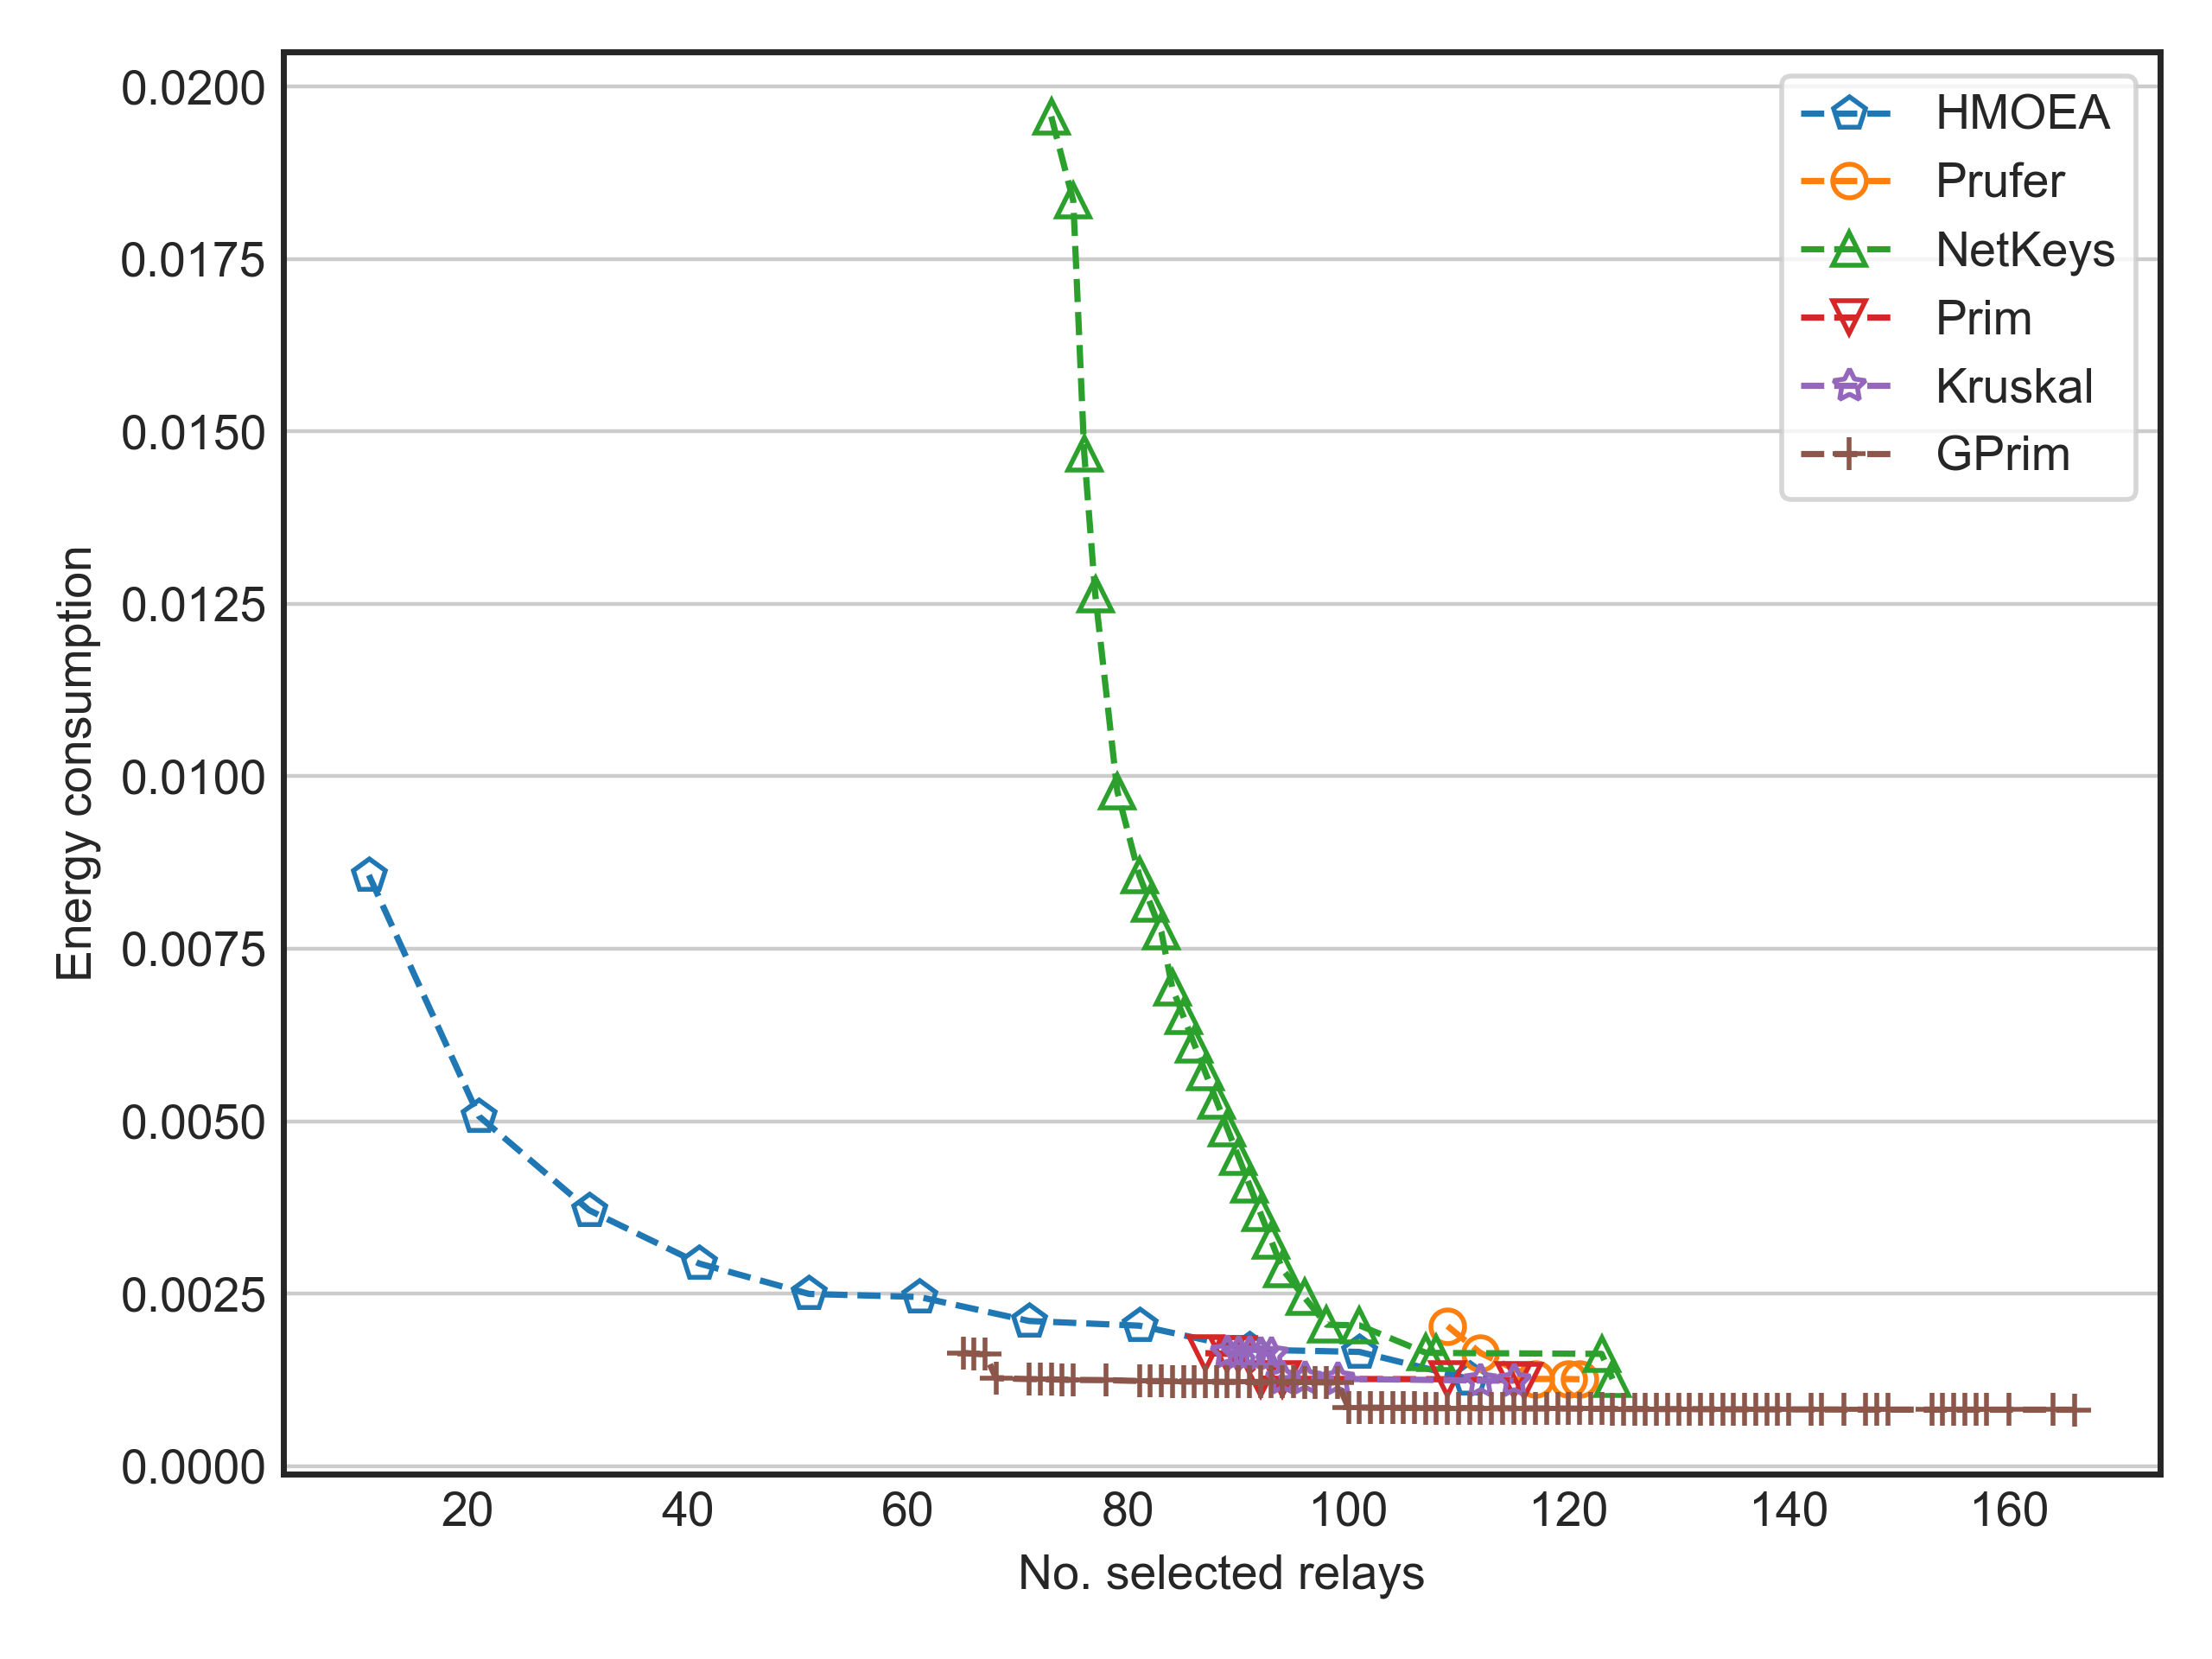 0.0200
0.0175
0.0150
0.0125
0.0100
0.0075
0.0050
0.0025
0.0000
Energy consumption
20 40 60 80 100 120 140 160
No. selected relays
HMOEA
Prufer
NetKeys
Prim
Kruskal
GPrim